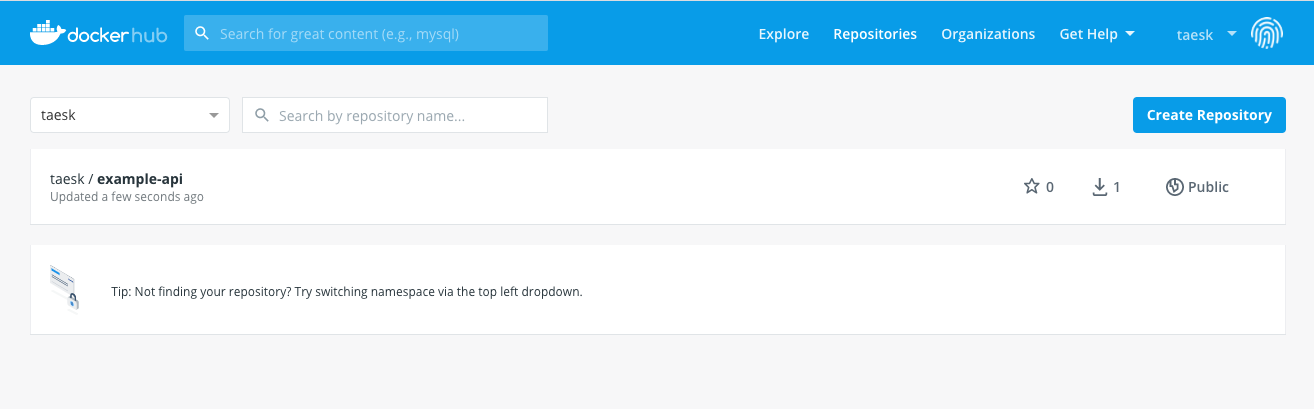 dockerhub Search for great content (e.g., mysql) Explore Repositories Organizations Get Help taesk
taesk Search by repository name... Create Repository
taesk / example-api 0 1 Public
Updated a few seconds ago
Tip: Not finding your repository? Try switching namespace via the top left dropdown.